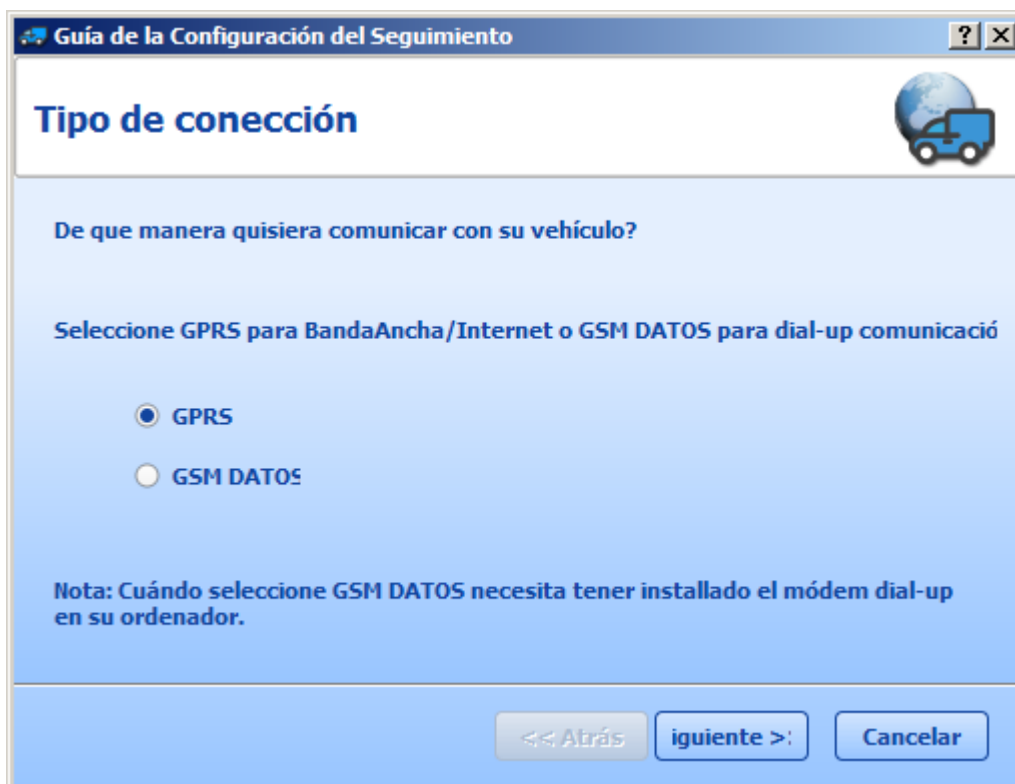 Guía de la Configuración del Seguimiento
Tipo de conección
De que manera quisiera comunicar con su vehículo?
Seleccione GPRS para BandaAncha/Internet o GSM DATOS para dial-up comunicació
GPRS
GSM DATOS
Nota: Cuándo seleccione GSM DATOS necesita tener installado el módem dial-up
en su ordenador.
<< Atrás
iguiente >:
Cancelar